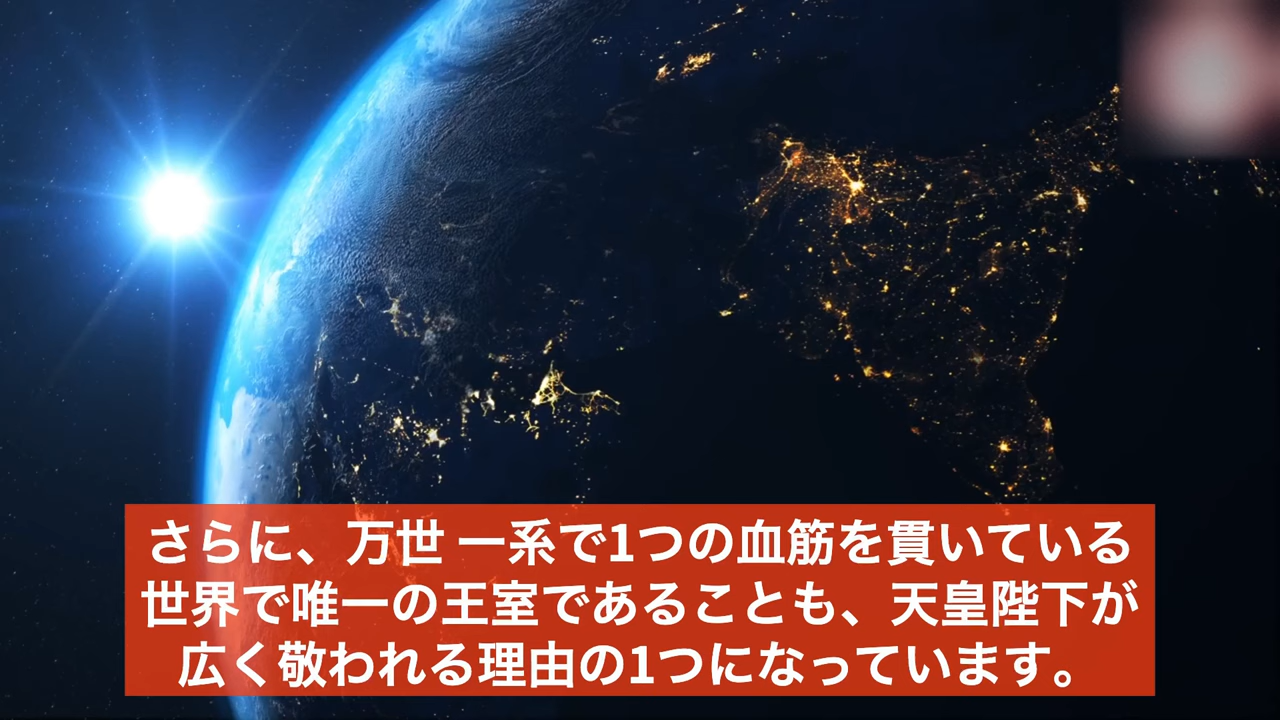 さらに、万世 一系で1つの血筋を貫いている
世界で唯一の王室であることも、天皇陛下が
広く敬われる理由の1つになっています。